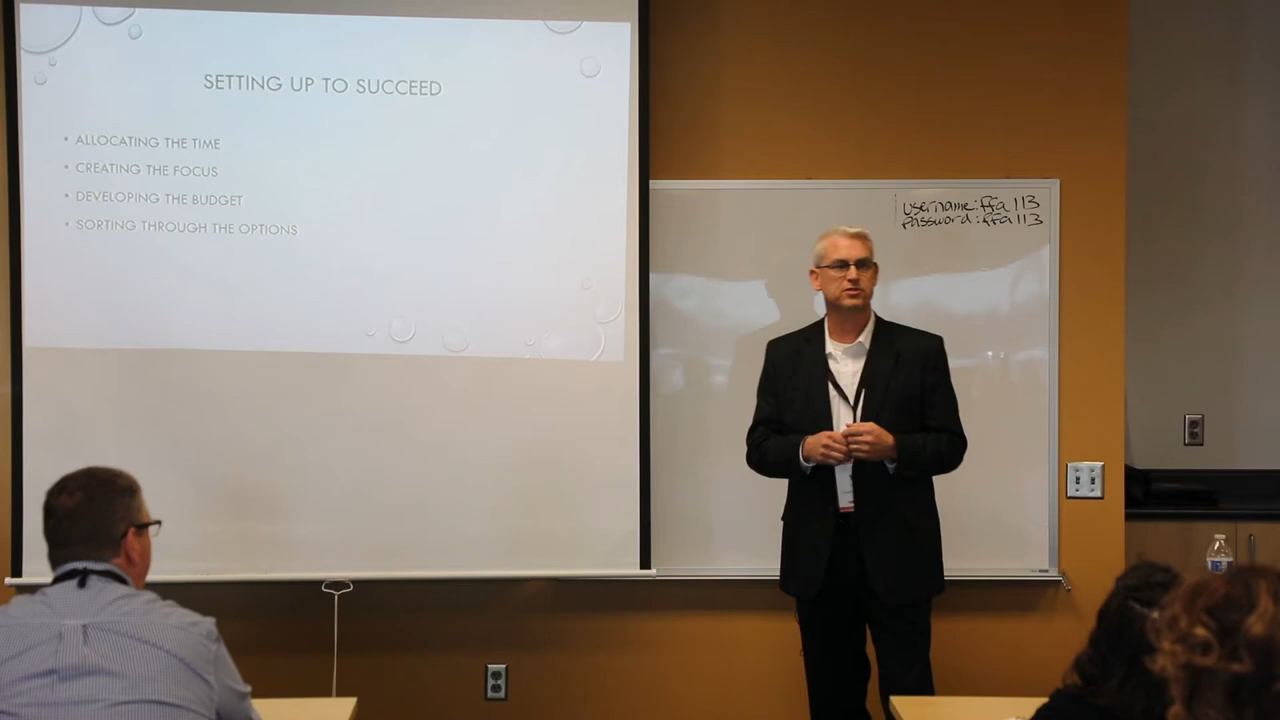 SETTING UP TO SUCCEED
• ALLOCATING THE TIME
• CREATING THE FOCUS
• DEVELOPING THE BUDGET
• SORTING THROUGH THE OPTIONS
username: ffa113
password: ffa113